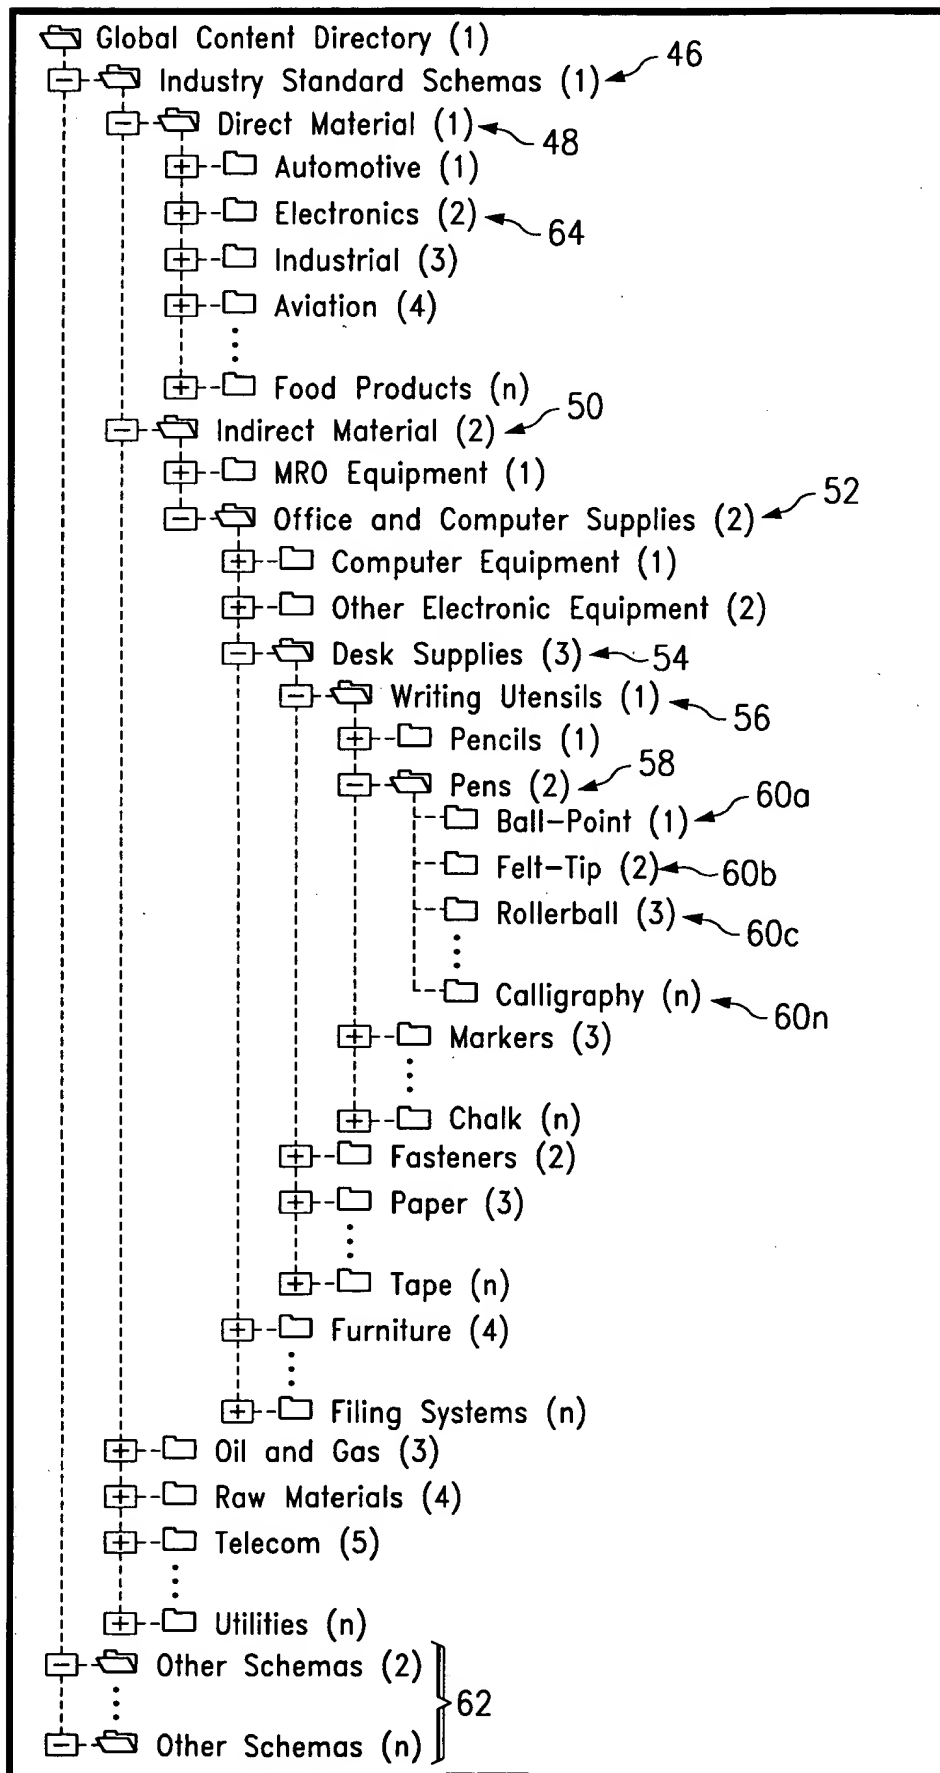 Global Content Directory (1)
Industry Standard Schemas (1) 46
Direct Material (1) 48
Automotive (1)
Electronics (2) 64
Industrial (3)
Aviation (4)
Food Products (n)
Indirect Material (2) 50
MRO Equipment (1)
Office and Computer Supplies (2) 52
Computer Equipment (1)
Other Electronic Equipment (2)
Desk Supplies (3) 54
Writing Utensils (1) 56
Pencils (1)
Pens (2) 58
Ball-Point (1) 60a
Felt-Tip (2) 60b
Rollerball (3) 60c
Calligraphy (n) 60n
Markers (3)
Chalk (n)
Fasteners (2)
Paper (3)
Tape (n)
Furniture (4)
Filing Systems (n)
Oil and Gas (3)
Raw Materials (4)
Telecom (5)
Utilities (n)
Other Schemas (2)
62
Other Schemas (n)